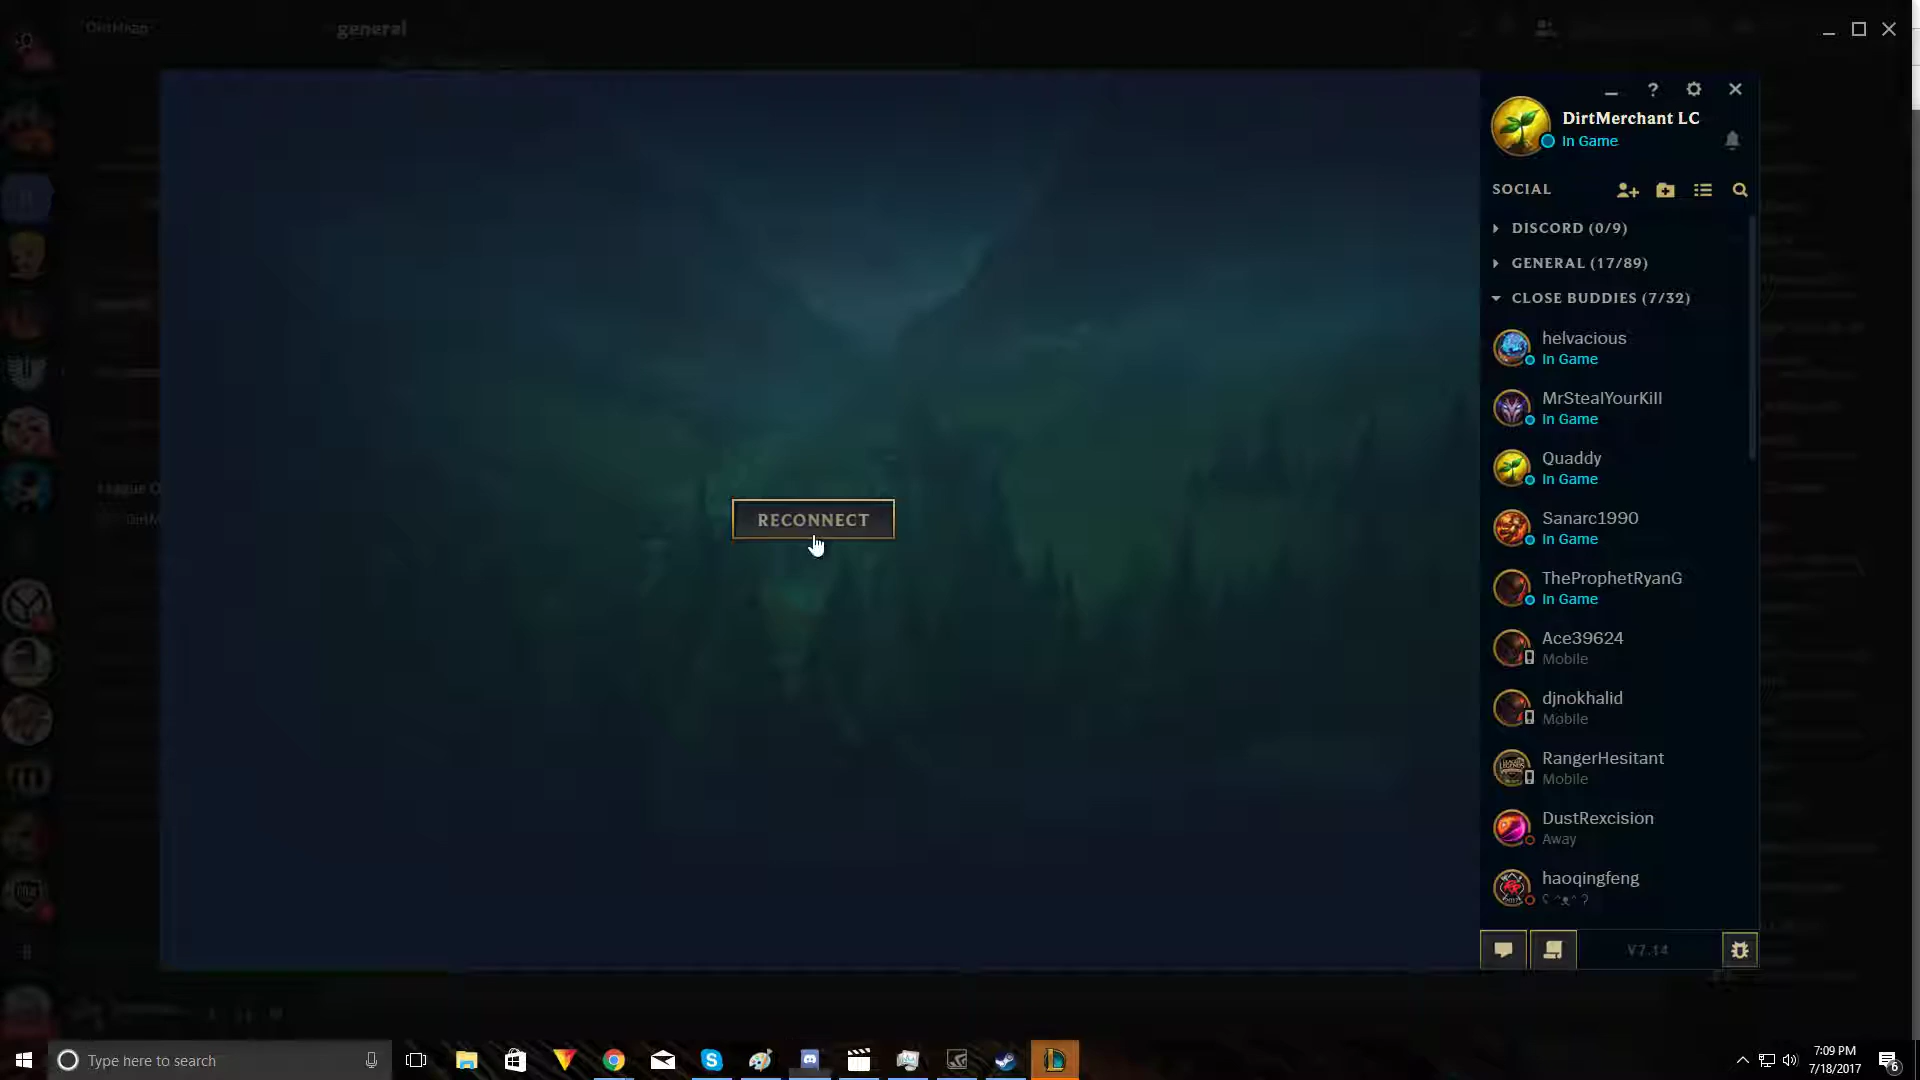 general
DirtMerchant LC
In Game
SOCIAL
DISCORD (0/9)
GENERAL (17/89)
CLOSE BUDDIES (7/32)
helvacious
In Game
MrStealYourKill
In Game
Quaddy
In Game
Sanarc1990
In Game
RECONNECT
TheProphetRyanG
In Game
Ace39624
Mobile
djnokhalid
Mobile
RangerHesitant
Mobile
DustRexcision
Away
haoqingfeng
V7.14
Type here to search
7:09 PM
7/18/2017
6